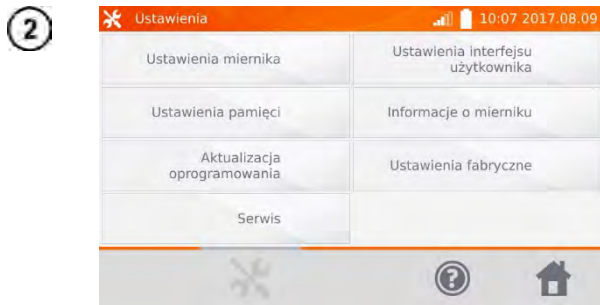 2
Ustawienia
10:07 2017.08.09
Ustawienia miernika
Ustawienia interfejsu
użytkownika
Ustawienia pamięci
Informacje o mierniku
Aktualizacja
oprogramowania
Ustawienia fabryczne
Serwis
?